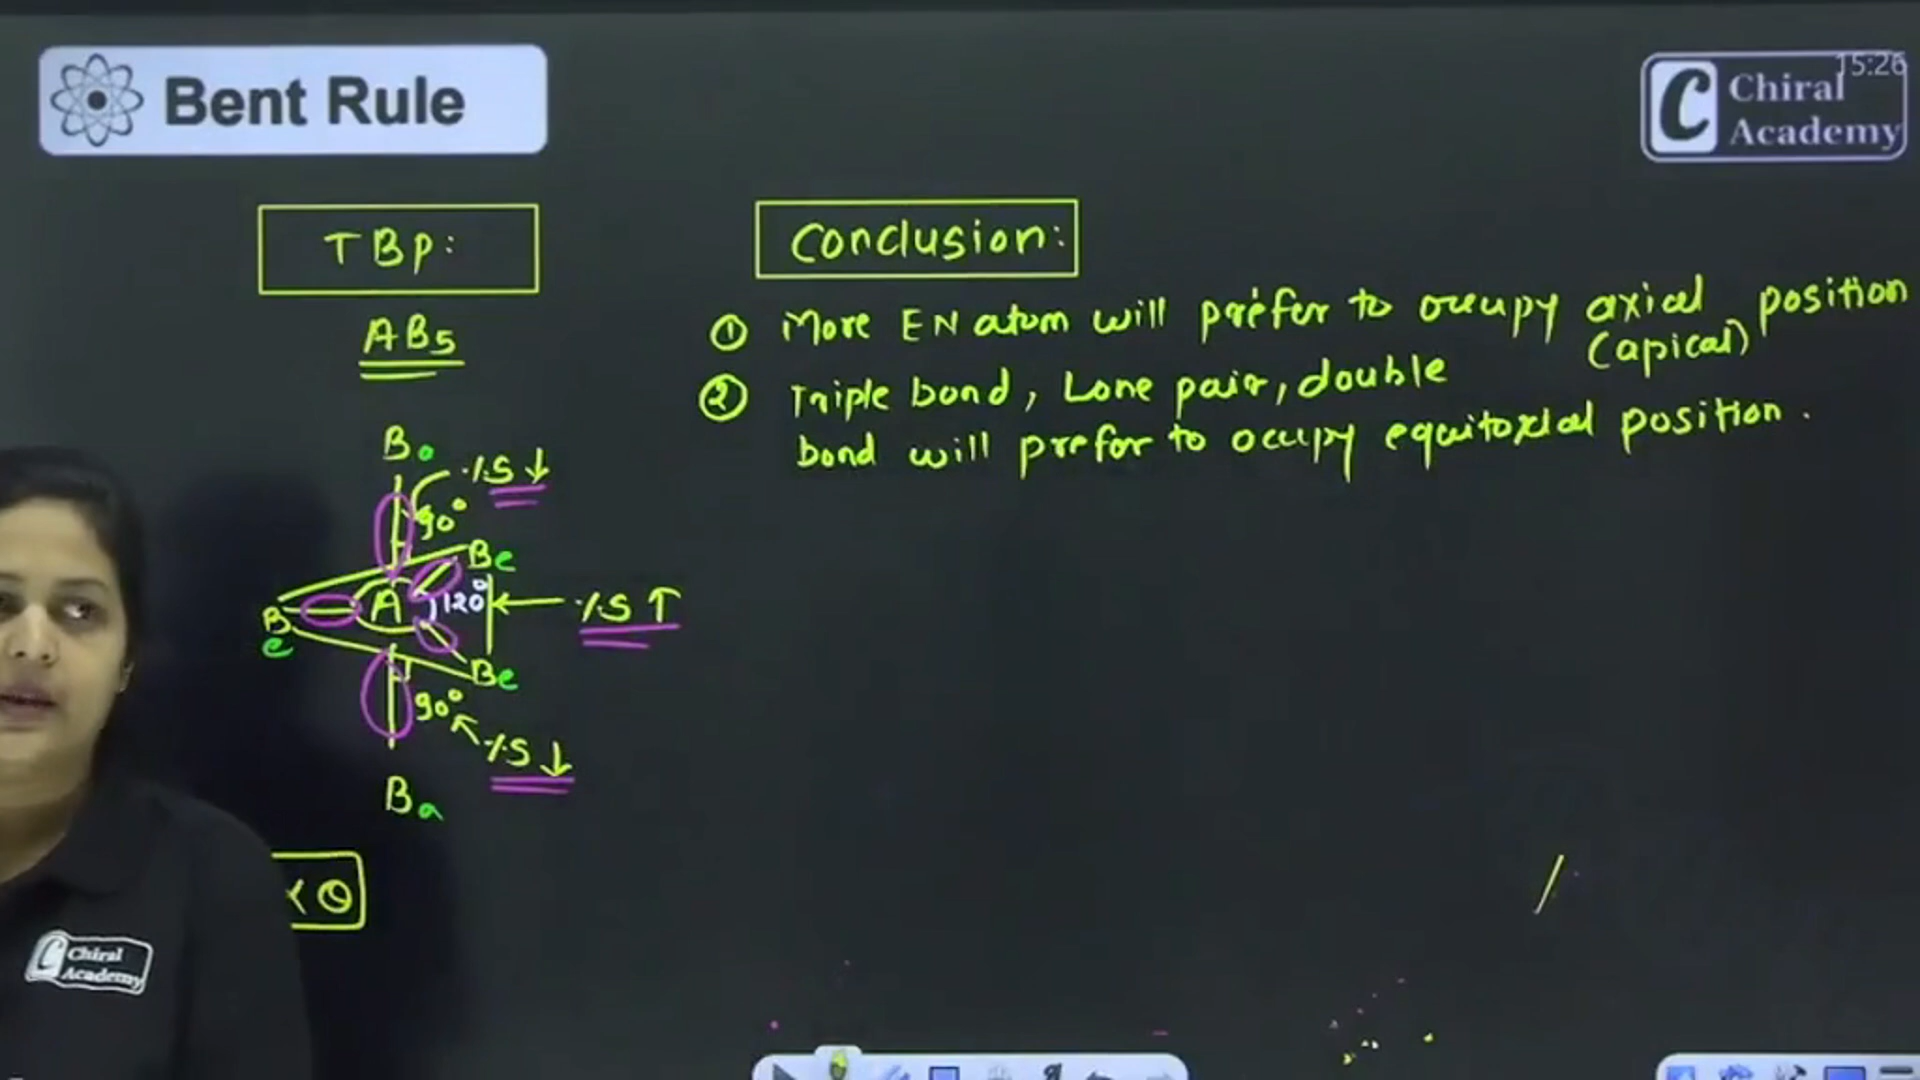 Bent Rule
15:26
Chiral
Academy
TBP:
Conclusion:
AB5
① More EN atom will prefer to occupy axial position
(apical)
② Triple bond, Lone pair, double
bond will prefer to occupy equitoxial position.
Ba
%S↓
90°
Be
A
120°
%S↑
B
e
Be
90°
%S↓
Ba
Chiral
Academy